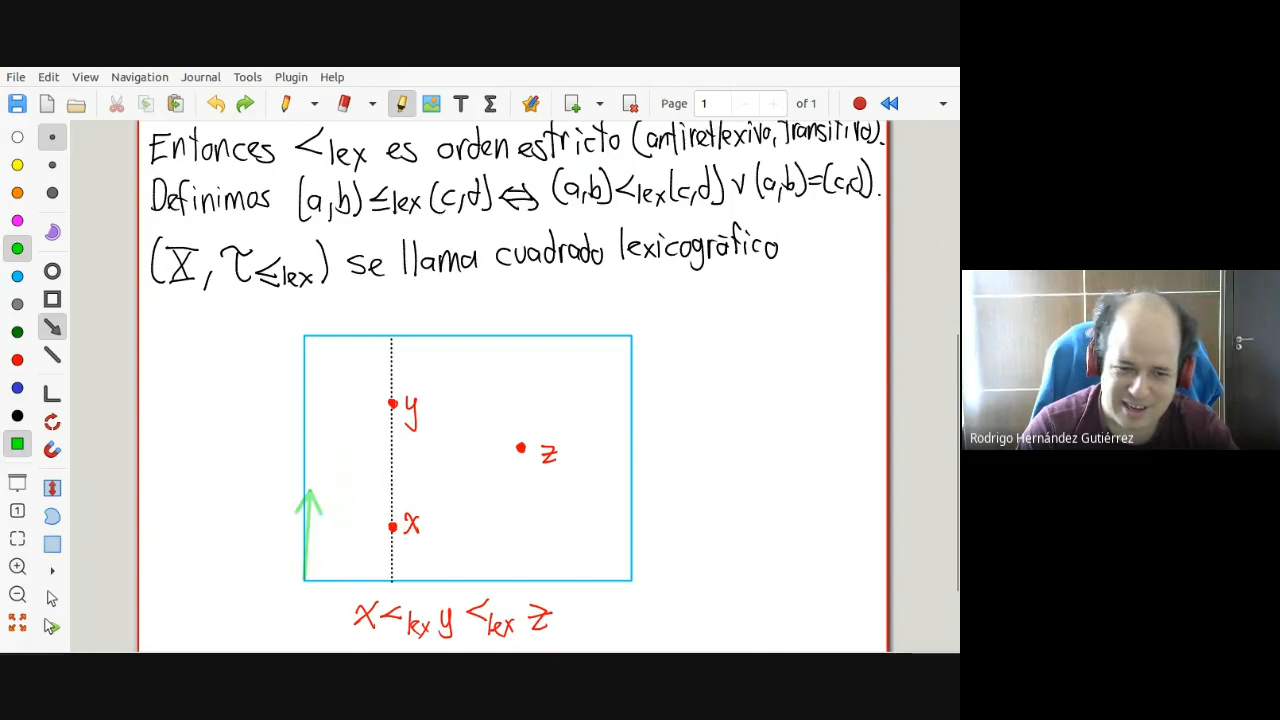 File Edit View Navigation Journal Tools Plugin Help
Page 1 of 1
Entonces <lex es orden estricto (antireflexivo, transitivo).
Definimos (a,b) ≤lex (c,d) ⇔ (a,b) <lex (c,d) ∨ (a,b)=(c,d).
(X, τ≤lex) se llama cuadrado lexicográfico
y
z
x
x <lex y <lex z
Rodrigo Hernández Gutiérrez